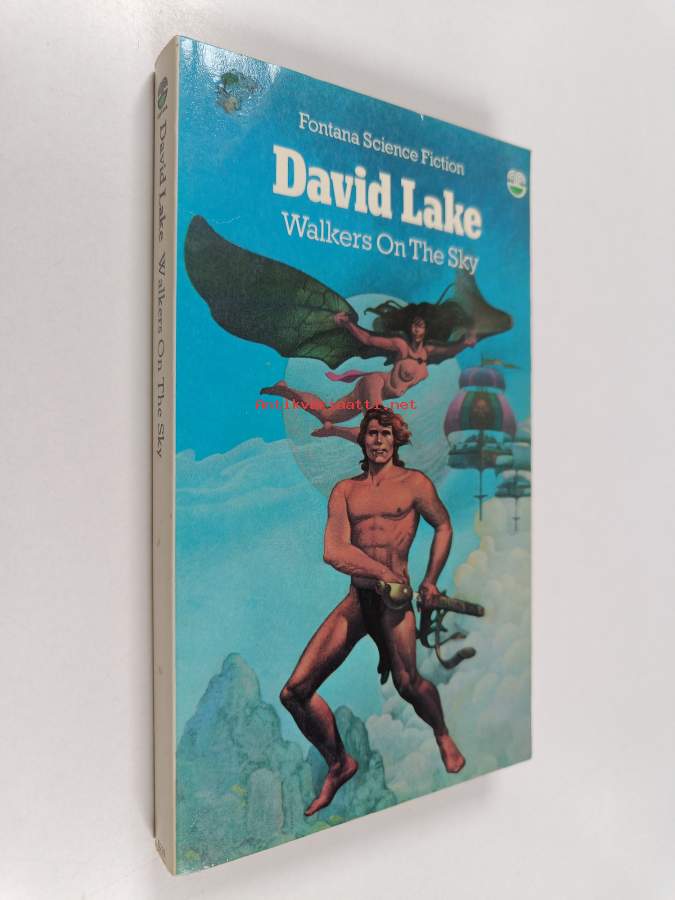 Fontana Science Fiction
David Lake
Walkers On The Sky
David Lake Walkers On The Sky
antikvariaatti.net